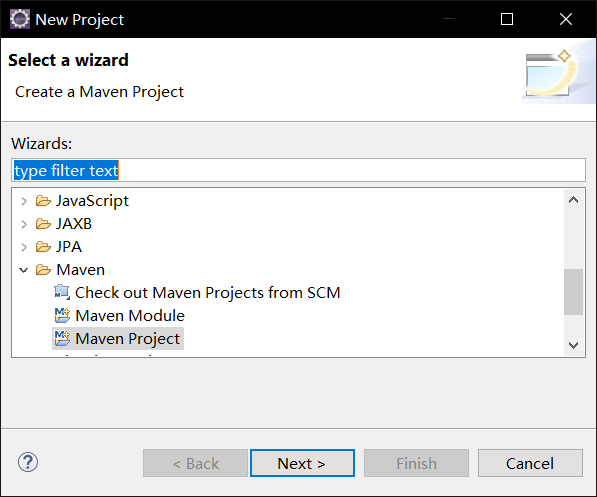 New Project
Select a wizard
Create a Maven Project
Wizards:
type filter text
JavaScript
JAXB
JPA
Maven
Check out Maven Projects from SCM
Maven Module
Maven Project
< Back
Next >
Finish
Cancel